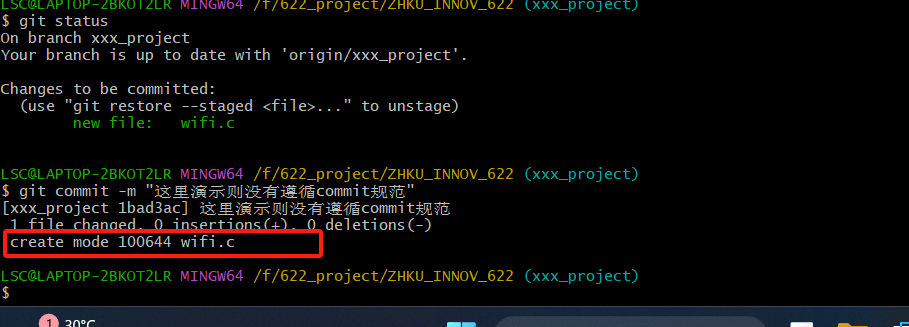 LSC@LAPTOP-2BKOT2LR MINGW64 /f/622_project/ZHKU_INNOV_622 (xxx_project)
$ git status
On branch xxx_project
Your branch is up to date with 'origin/xxx_project'.
Changes to be committed:
(use "git restore --staged <file>..." to unstage)
new file: wifi.c
LSC@LAPTOP-2BKOT2LR MINGW64 /f/622_project/ZHKU_INNOV_622 (xxx_project)
$ git commit -m "这里演示则没有遵循commit规范"
[xxx_project 1bad3ac] 这里演示则没有遵循commit规范
1 file changed, 0 insertions(+), 0 deletions(-)
create mode 100644 wifi.c
LSC@LAPTOP-2BKOT2LR MINGW64 /f/622_project/ZHKU_INNOV_622 (xxx_project)
$
1
30°C